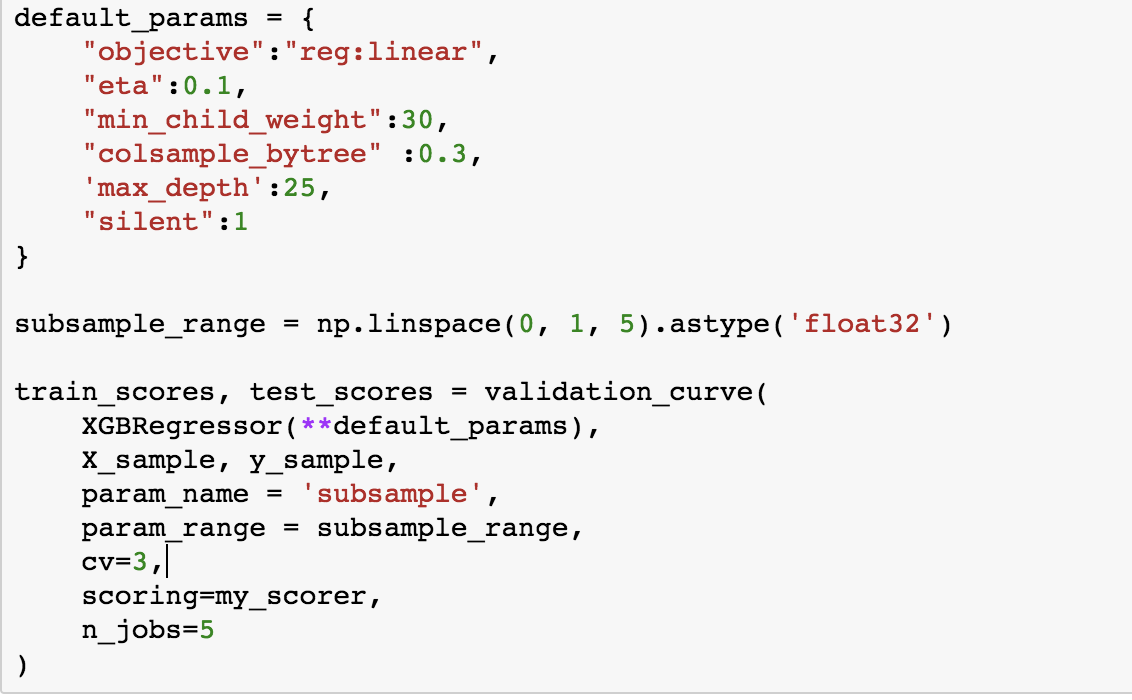 default_params = {
    "objective":"reg:linear",
    "eta":0.1,
    "min_child_weight":30,
    "colsample_bytree" :0.3,
    'max_depth':25,
    "silent":1
}

subsample_range = np.linspace(0, 1, 5).astype('float32')

train_scores, test_scores = validation_curve(
    XGBRegressor(**default_params),
    X_sample, y_sample,
    param_name = 'subsample',
    param_range = subsample_range,
    cv=3,
    scoring=my_scorer,
    n_jobs=5
)